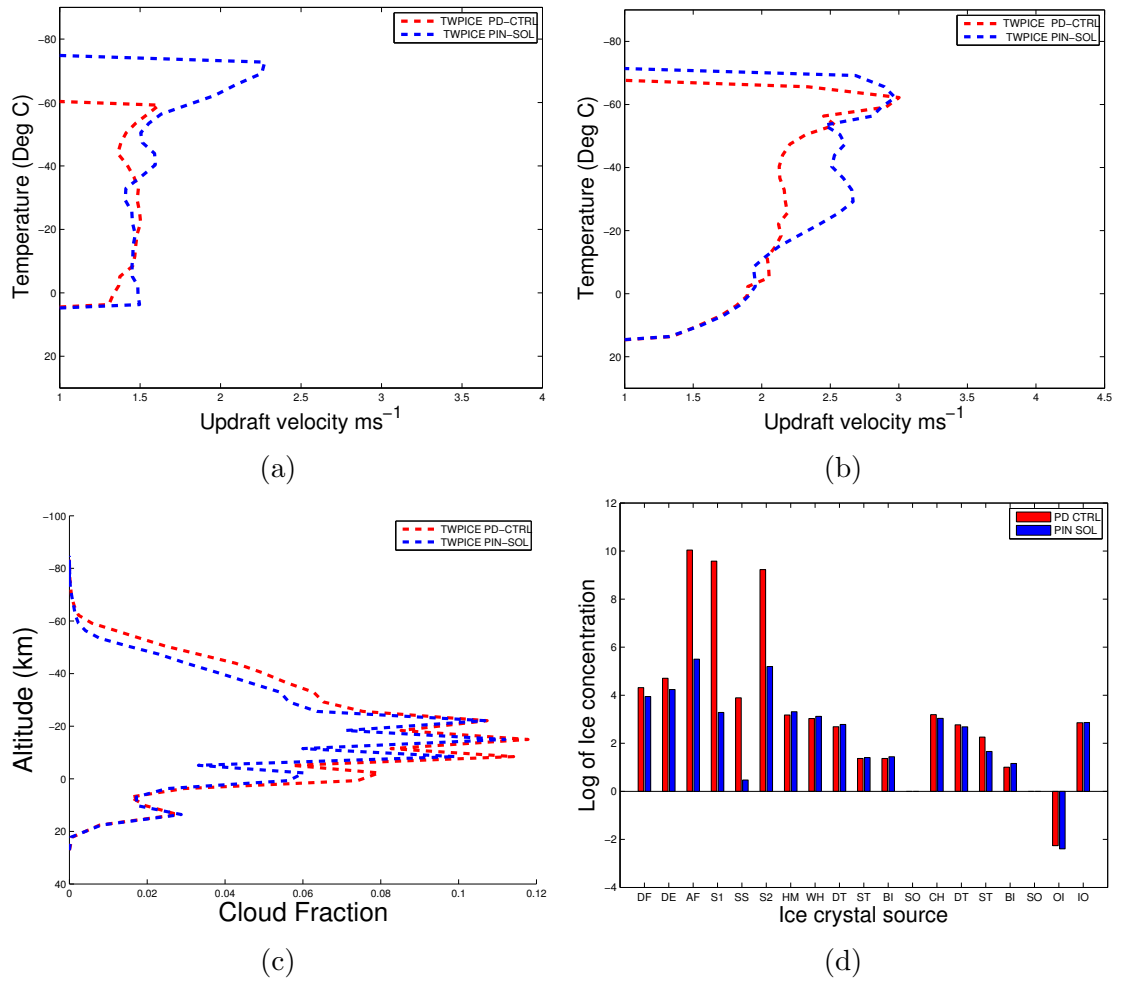 TWPICE PD−CTRL
TWPICE PIN−SOL
−80
−60
−40
−20
0
20
Temperature (Deg C)
1
1.5
2
2.5
3
3.5
4
Updraft velocity ms−1
(a)
TWPICE PD−CTRL
TWPICE PIN−SOL
−80
−60
−40
−20
0
20
Temperature (Deg C)
1
1.5
2
2.5
3
3.5
4
4.5
Updraft velocity ms−1
(b)
TWPICE PD−CTRL
TWPICE PIN−SOL
−100
−80
−60
−40
−20
0
20
40
Altitude (km)
0
0.02
0.04
0.06
0.08
0.1
0.12
Cloud Fraction
(c)
PD CTRL
PIN SOL
12
10
8
6
4
2
0
−2
−4
Log of Ice concentration
DF DE AF S1 SS S2 HM WH DT ST BI SO CH DT ST BI SO OI IO
Ice crystal source
(d)